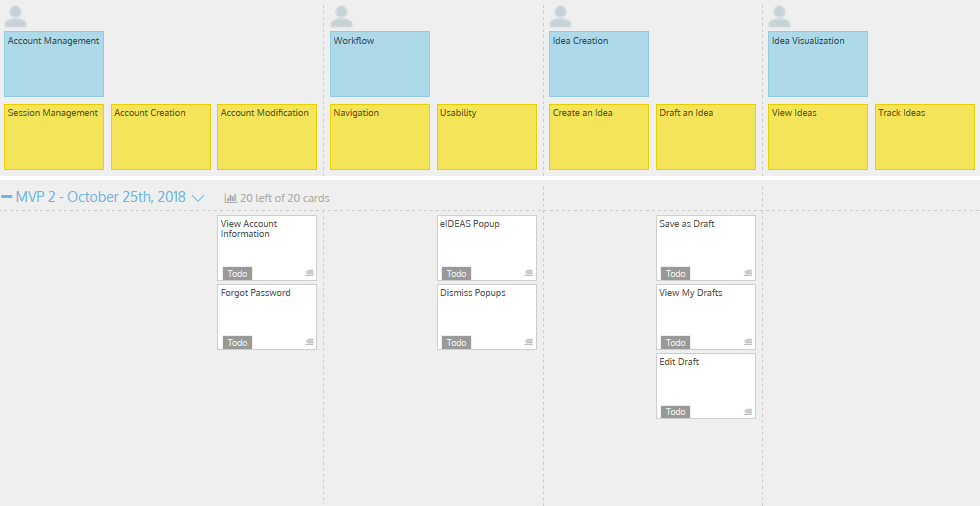 Account Management
Workflow
Idea Creation
Idea Visualization
Session Management
Account Creation
Account Modification
Navigation
Usability
Create an Idea
Draft an Idea
View Ideas
Track Ideas
MVP 2 - October 25th, 2018
20 left of 20 cards
View Account
Information
Todo
eIDEAS Popup
Todo
Save as Draft
Todo
Forgot Password
Todo
Dismiss Popups
Todo
View My Drafts
Todo
Edit Draft
Todo